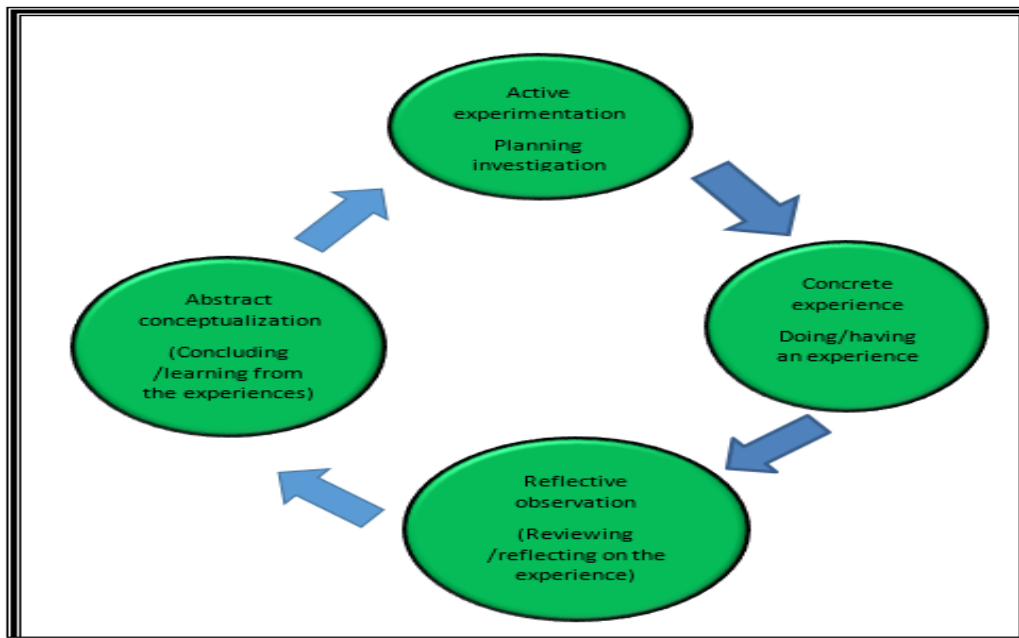 Active
experimentation
Planning
investigation
Concrete
experience
Doing/having
an experience
Reflective
observation
(Reviewing
/reflecting on the
experience)
Abstract
conceptualization
(Concluding
/learning from
the experiences)